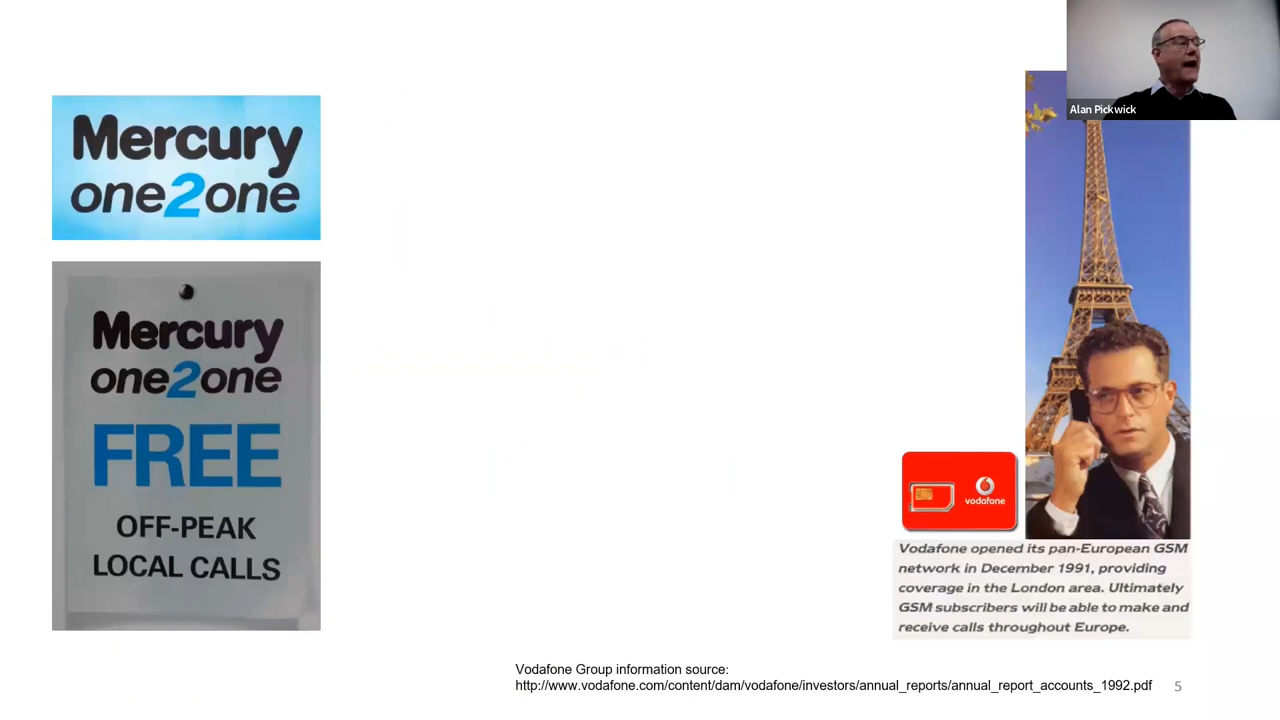 Alan Pickwick
Mercury
one2one
Mercury
one2one
FREE
OFF-PEAK
LOCAL CALLS
vodafone
Vodafone opened its pan-European GSM
network in December 1991, providing
coverage in the London area. Ultimately
GSM subscribers will be able to make and
receive calls throughout Europe.
Vodafone Group information source:
http://www.vodafone.com/content/dam/vodafone/investors/annual_reports/annual_report_accounts_1992.pdf
5